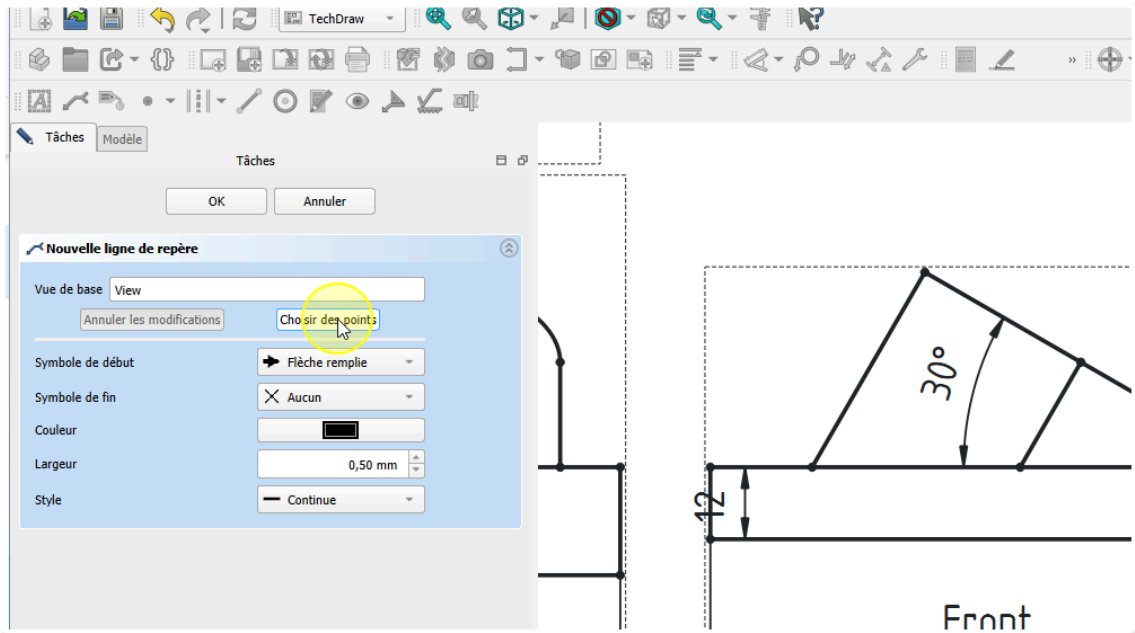 TechDraw
»
Tâches
Modèle
Tâches
OK
Annuler
Nouvelle ligne de repère
Vue de base
View
Annuler les modifications
Choisir des points
Symbole de début
Flèche remplie
Symbole de fin
Aucun
Couleur
Largeur
0,50 mm
Style
Continue
30°
12
Front